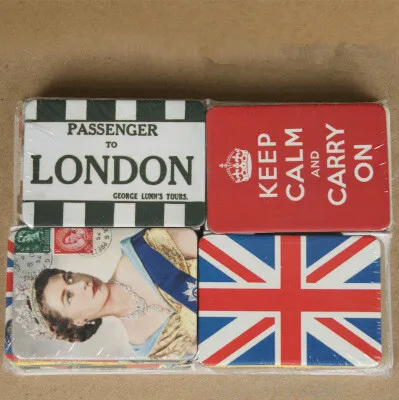 PASSENGER
TO
LONDON
GEORGE LUNN'S TOURS.
KEEP
CALM
AND
CARRY
ON